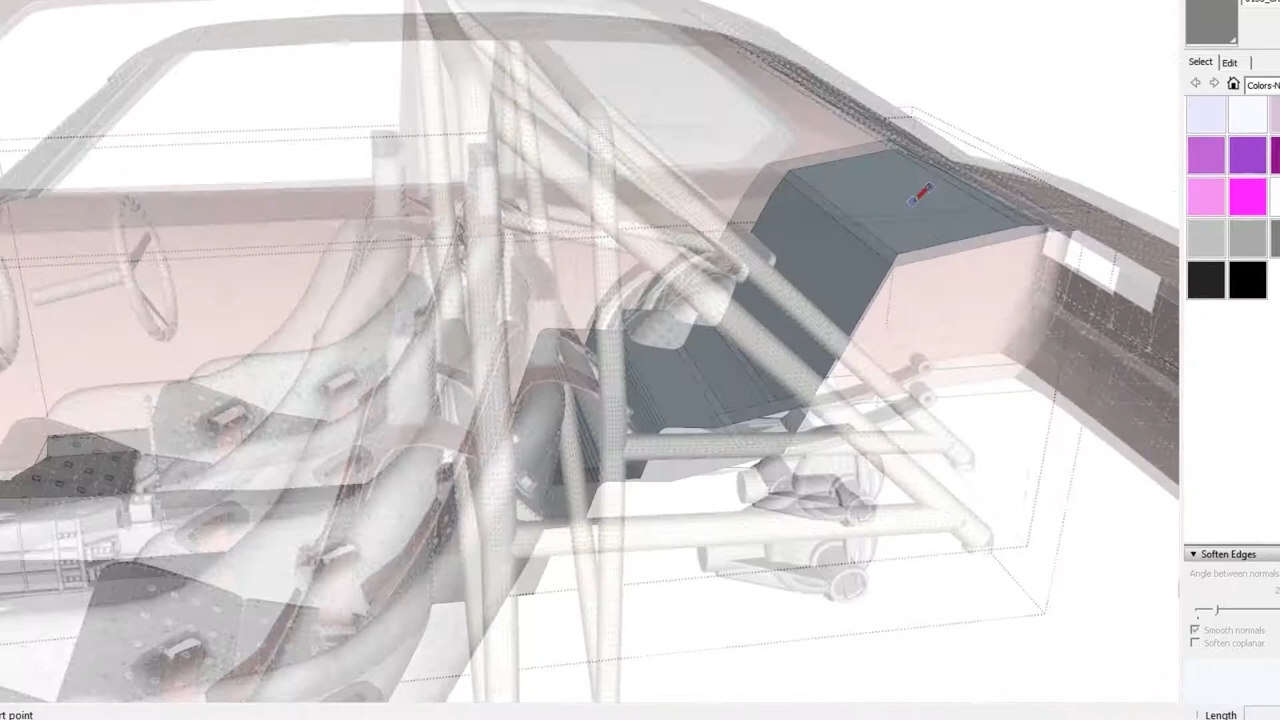 Select
Edit
Colors-N
Soften Edges
Angle between normals
Smooth normals
Soften coplanar
rt point
Length